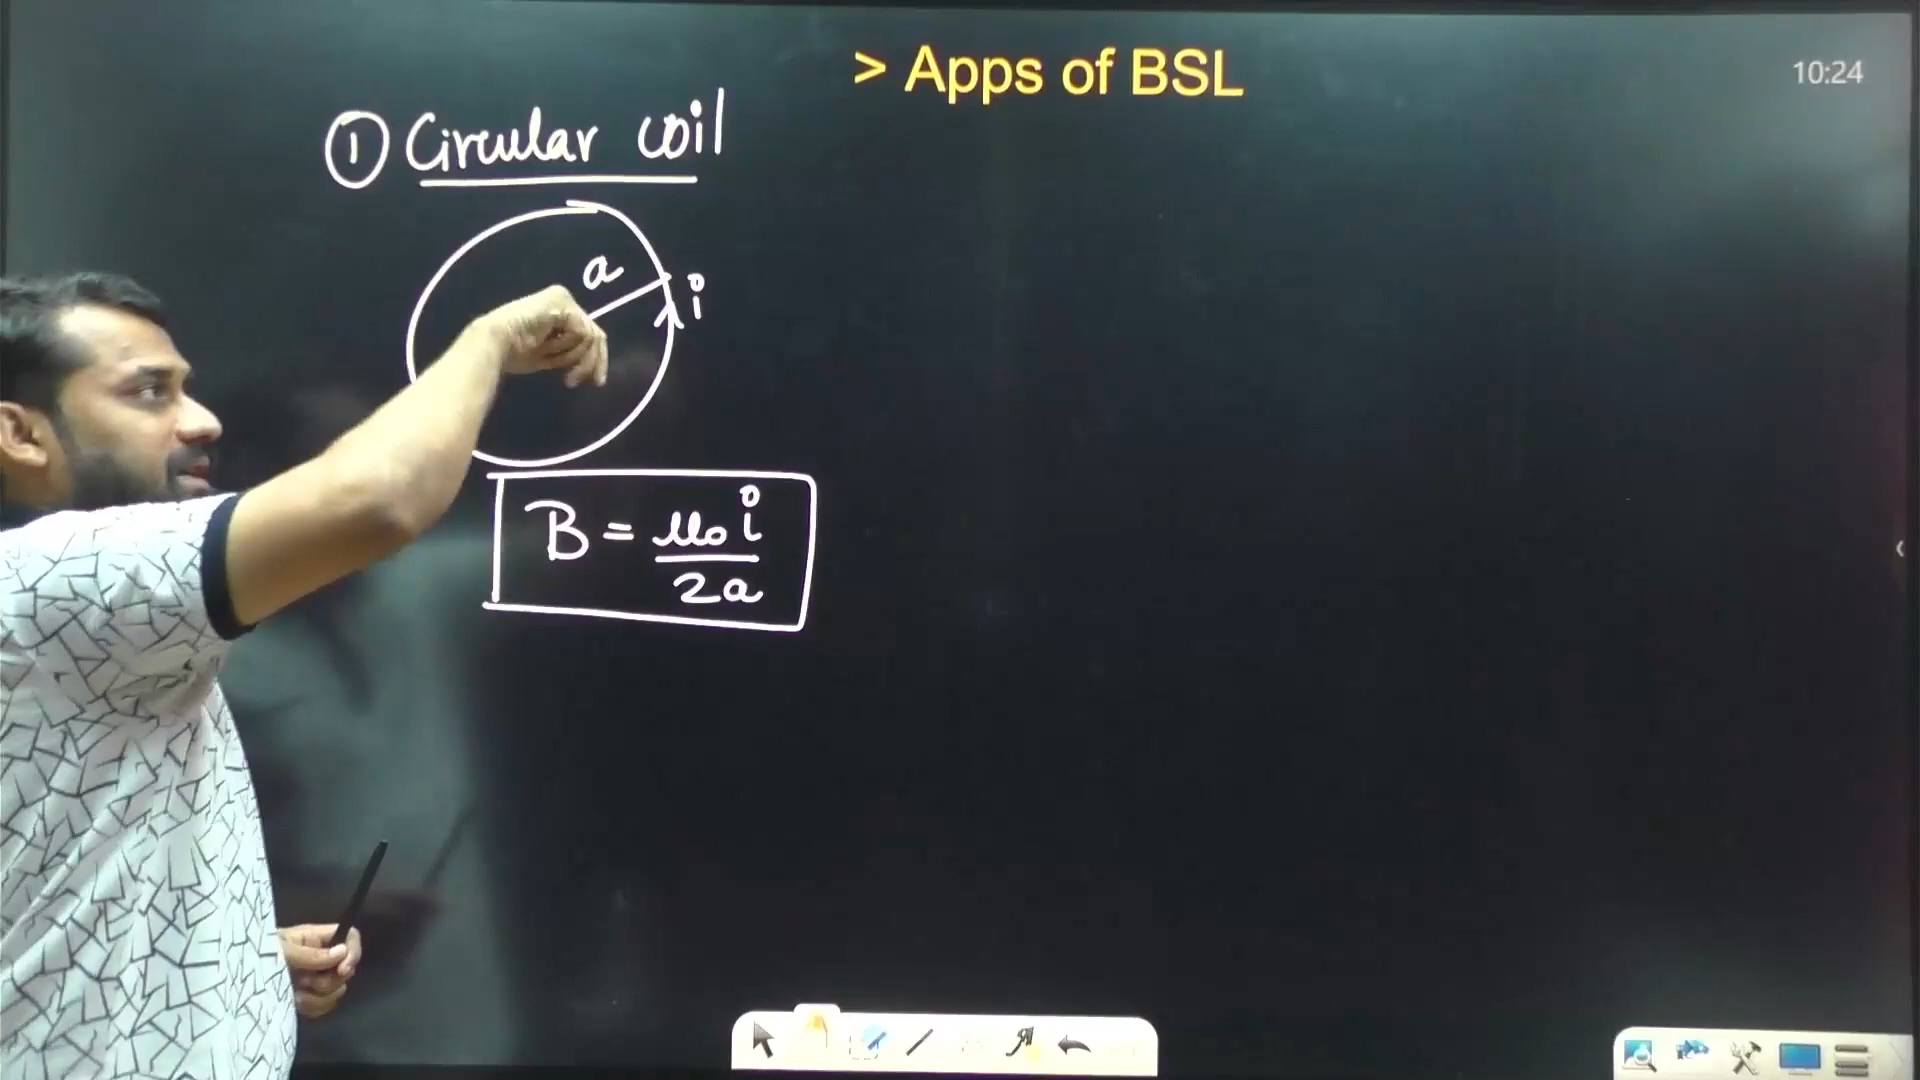 > Apps of BSL
10:24
① Circular coil
a
i
B = μ₀i/2a